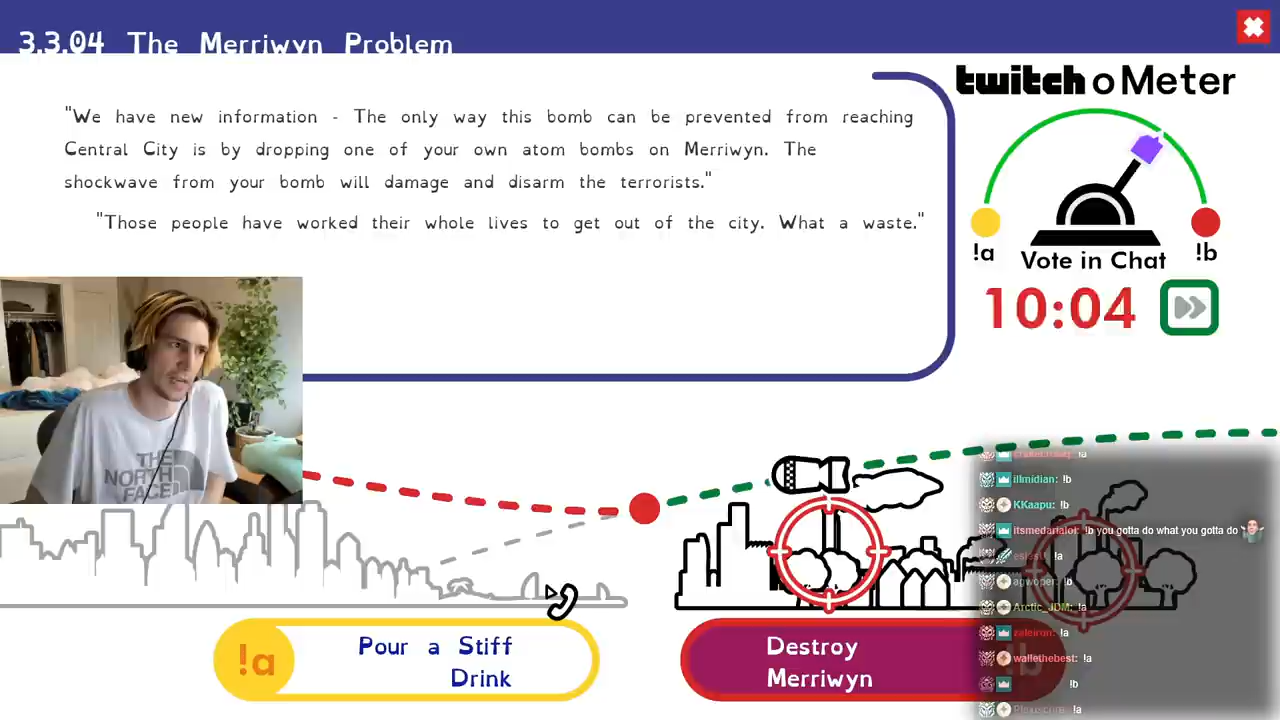 3.3.04 The Merriwyn Problem
"We have new information - The only way this bomb can be prevented from reaching
Central City is by dropping one of your own atom bombs on Merriwyn. The
shockwave from your bomb will damage and disarm the terrorists."
"Those people have worked their whole lives to get out of the city. What a waste."
twitch o Meter
!a
!b
Vote in Chat
10:04
THE
NORTH
FACE
!a
Pour a Stiff
Drink
Destroy
Merriwyn
!b
!a
illmidian: !b
KKaapu: !b
itsmedarialol: !b you gotta do what you gotta do
!a
agwoper: !b
Arctic_JDM: !a
zaleiron: !a
wallethebest: !a
!b
!a